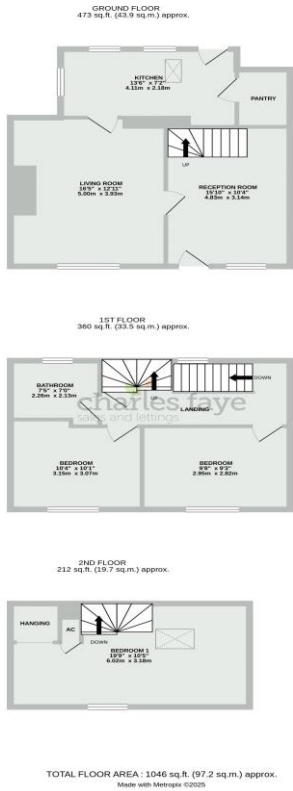 GROUND FLOOR
473 sq.ft. (43.9 sq.m.) approx.
KITCHEN
13'6" x 7'2"
4.11m x 2.18m
PANTRY
UP
LIVING ROOM
16'5" x 12'11"
5.00m x 3.93m
RECEPTION ROOM
15'10" x 10'4"
4.83m x 3.14m
1ST FLOOR
360 sq.ft. (33.5 sq.m.) approx.
BATHROOM
7'5" x 7'0"
2.26m x 2.13m
UP
DOWN
LANDING
charles faye
sales and lettings
BEDROOM
10'4" x 10'1"
3.15m x 3.07m
BEDROOM
9'8" x 9'3"
2.95m x 2.82m
2ND FLOOR
212 sq.ft. (19.7 sq.m.) approx.
HANGING
AC
DOWN
BEDROOM 1
19'9" x 10'5"
6.02m x 3.18m
TOTAL FLOOR AREA : 1046 sq.ft. (97.2 sq.m.) approx.
Made with Metropix ©2025